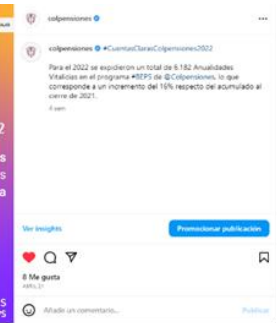 colpensiones
colpensiones #CuentasClarasColpensiones2022
Para el 2022 se expidieron un total de 6.182 Anualidades
Vitalicias en el programa #BEPS de @Colpensiones, lo que
corresponde a un incremento del 16% respecto del acumulado al
cierre de 2021.
Ver insights
Promocionar publicación
8 Me gusta
Añade un comentario...
Publicar